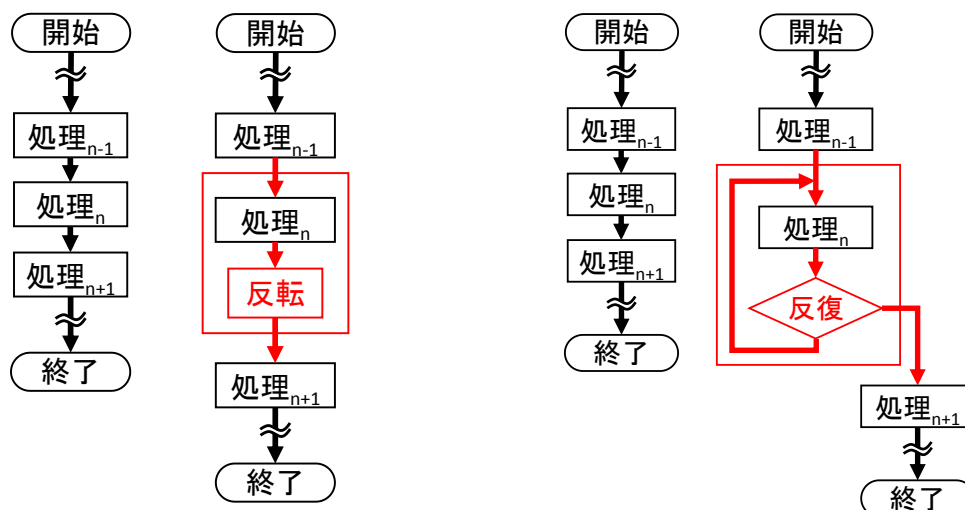 開始
処理n-1
処理n
処理n+1
終了
開始
処理n-1
処理n
反転
処理n+1
終了
開始
処理n-1
処理n
処理n+1
終了
開始
処理n-1
処理n
反復
処理n+1
終了